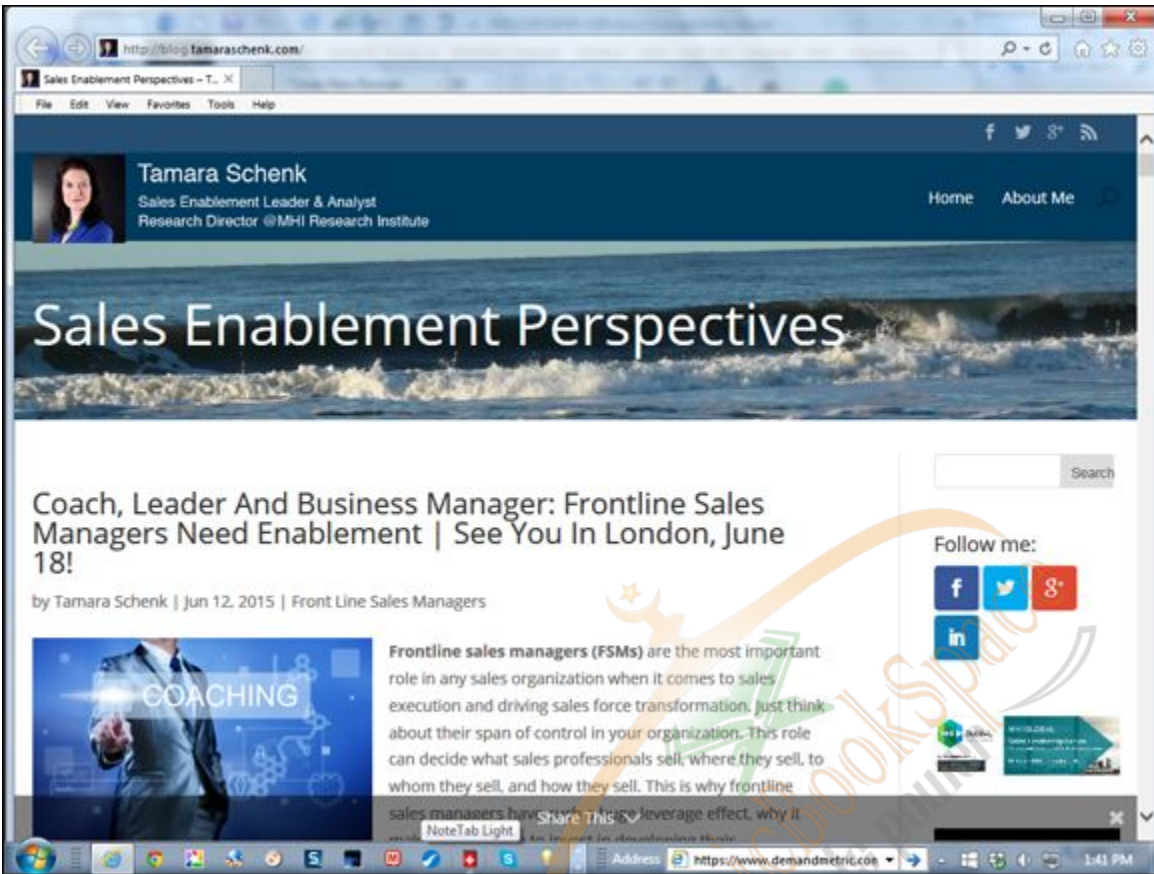 http://blog.tamaraschenk.com/
Sales Enablement Perspectives – T...
File Edit View Favorites Tools Help
Tamara Schenk
Sales Enablement Leader & Analyst
Research Director @MHI Research Institute
Home About Me
Sales Enablement Perspectives
Search
Coach, Leader And Business Manager: Frontline Sales
Managers Need Enablement | See You In London, June
18!
Follow me:
by Tamara Schenk | Jun 12, 2015 | Front Line Sales Managers
COACHING
Frontline sales managers (FSMs) are the most important
role in any sales organization when it comes to sales
execution and driving sales force transformation. Just think
about their span of control in your organization. This role
can decide what sales professionals sell, where they sell, to
whom they sell, and how they sell. This is why frontline
sales managers have such a huge leverage effect, why it
to invest in developing their
Share This
NoteTab Light
Address https://www.demandmetric.con
1:41 PM